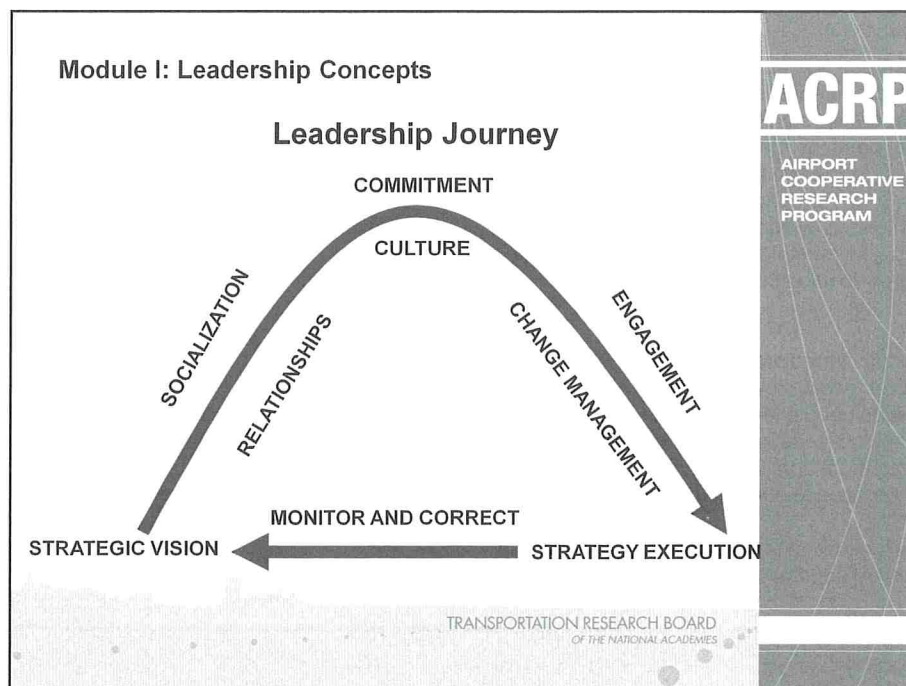 Module I: Leadership Concepts
Leadership Journey
COMMITMENT
CULTURE
SOCIALIZATION
RELATIONSHIPS
ENGAGEMENT
CHANGE MANAGEMENT
MONITOR AND CORRECT
STRATEGIC VISION
STRATEGY EXECUTION
TRANSPORTATION RESEARCH BOARD
OF THE NATIONAL ACADEMIES
ACRP
AIRPORT
COOPERATIVE
RESEARCH
PROGRAM